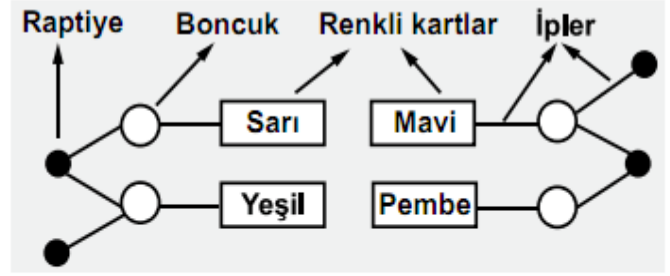 Raptiye Boncuk Renkli kartlar İpler
Sarı Mavi
Yeşil Pembe